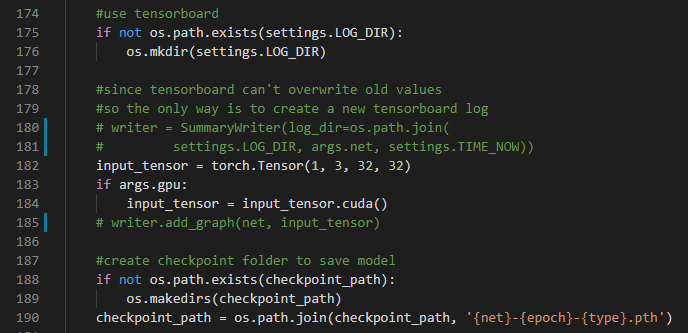 174 #use tensorboard
175 if not os.path.exists(settings.LOG_DIR):
176     os.mkdir(settings.LOG_DIR)
177
178 #since tensorboard can't overwrite old values
179 #so the only way is to create a new tensorboard log
180 # writer = SummaryWriter(log_dir=os.path.join(
181 #         settings.LOG_DIR, args.net, settings.TIME_NOW))
182 input_tensor = torch.Tensor(1, 3, 32, 32)
183 if args.gpu:
184     input_tensor = input_tensor.cuda()
185 # writer.add_graph(net, input_tensor)
186
187 #create checkpoint folder to save model
188 if not os.path.exists(checkpoint_path):
189     os.makedirs(checkpoint_path)
190 checkpoint_path = os.path.join(checkpoint_path, '{net}-{epoch}-{type}.pth')